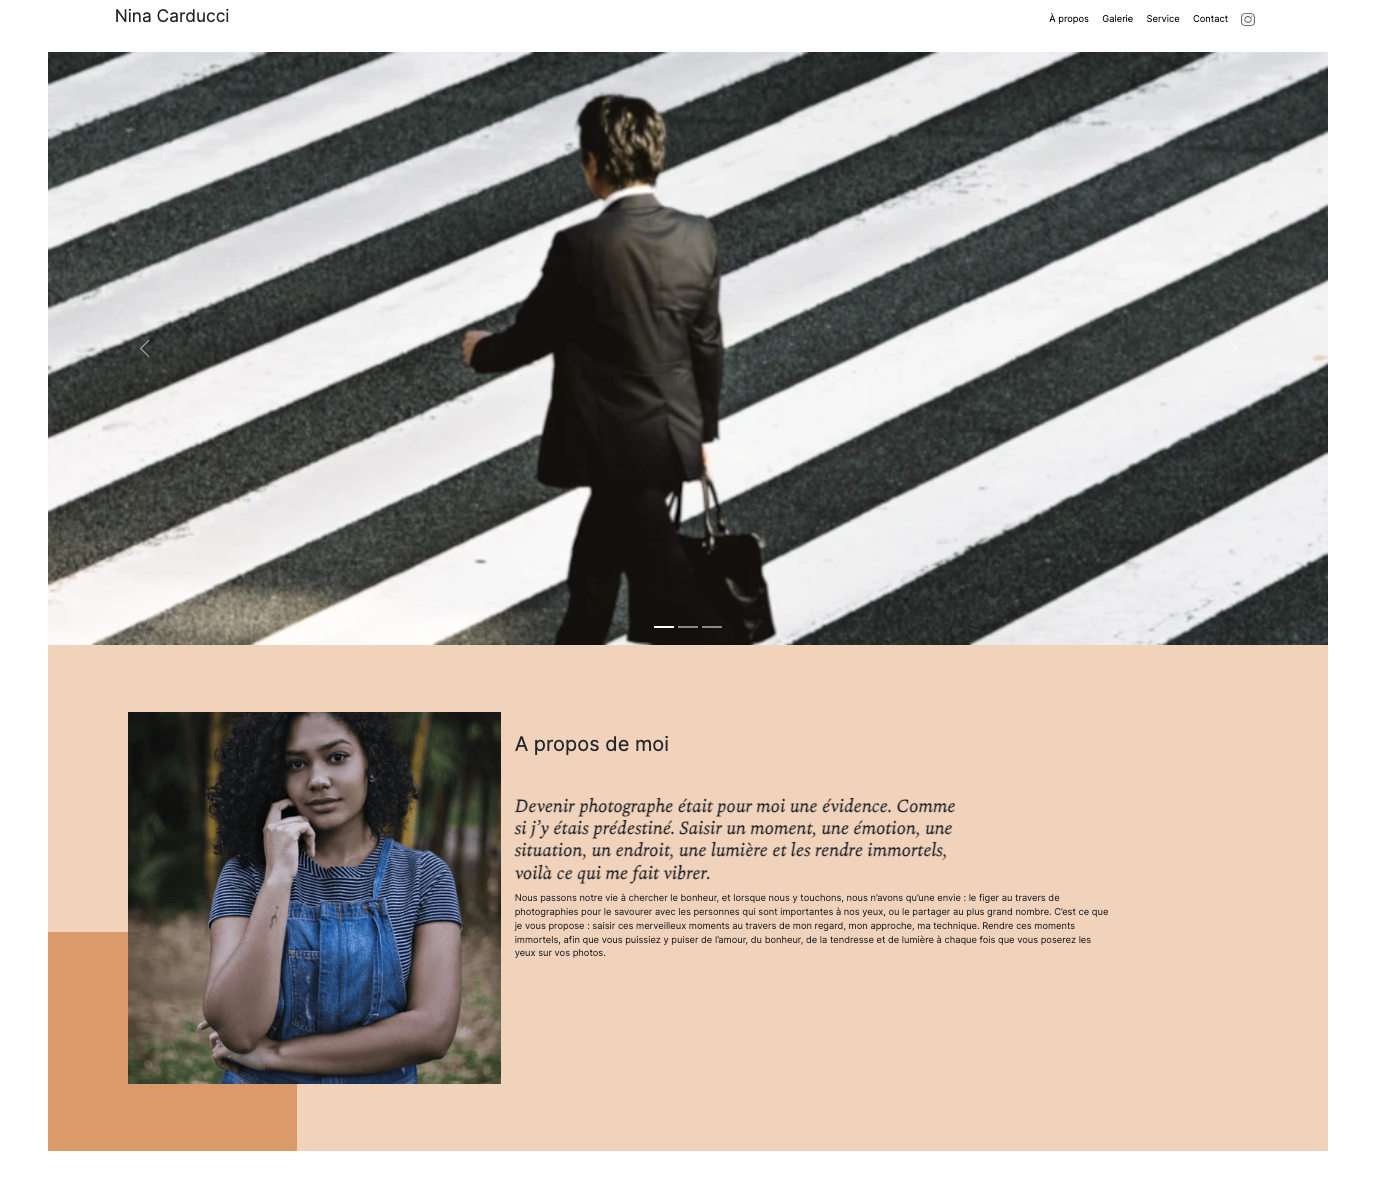 Nina Carducci
À propos Galerie Service Contact
A propos de moi
Devenir photographe était pour moi une évidence. Comme
si j’y étais prédestiné. Saisir un moment, une émotion, une
situation, un endroit, une lumière et les rendre immortels,
voilà ce qui me fait vibrer.
Nous passons notre vie à chercher le bonheur, et lorsque nous y touchons, nous n’avons qu’une envie : le figer au travers de
photographies pour le savourer avec les personnes qui sont importantes à nos yeux, ou le partager au plus grand nombre. C’est ce que
je vous propose : saisir ces merveilleux moments au travers de mon regard, mon approche, ma technique. Rendre ces moments
immortels, afin que vous puissiez y puiser de l’amour, du bonheur, de la tendresse et de lumière à chaque fois que vous poserez les
yeux sur vos photos.